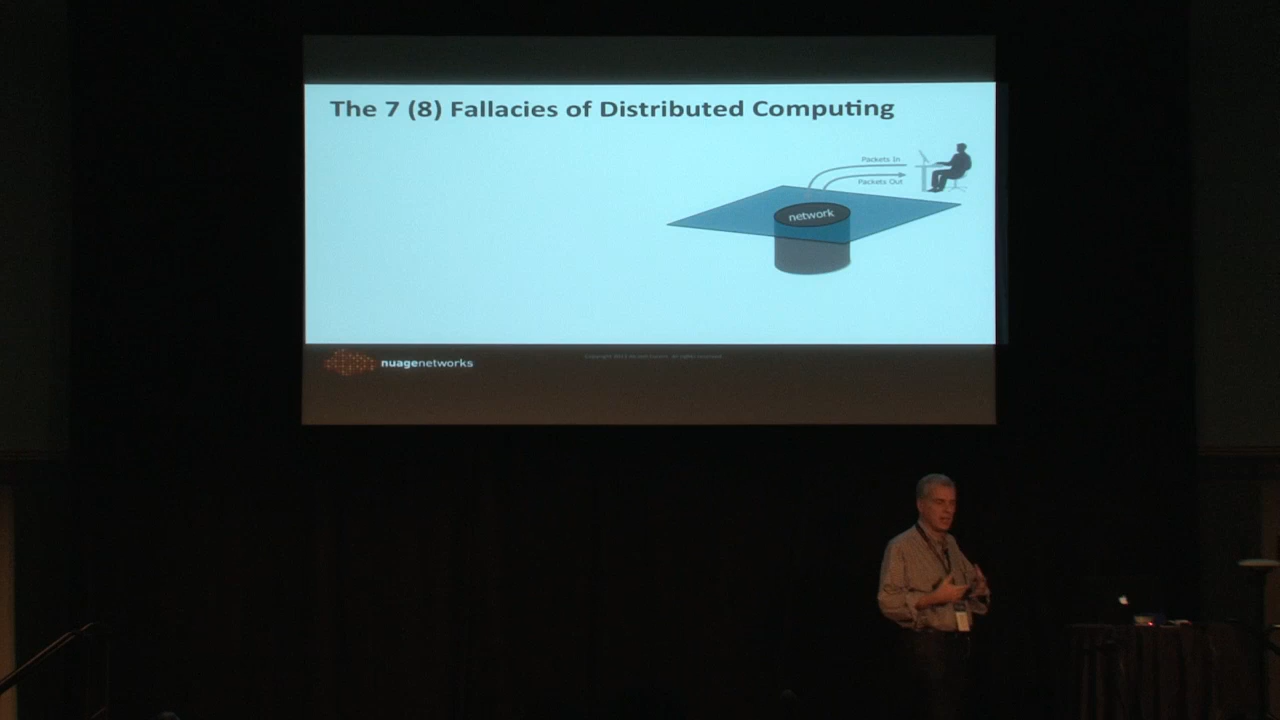 The 7 (8) Fallacies of Distributed Computing
Packets In
Packets Out
network
nuagenetworks